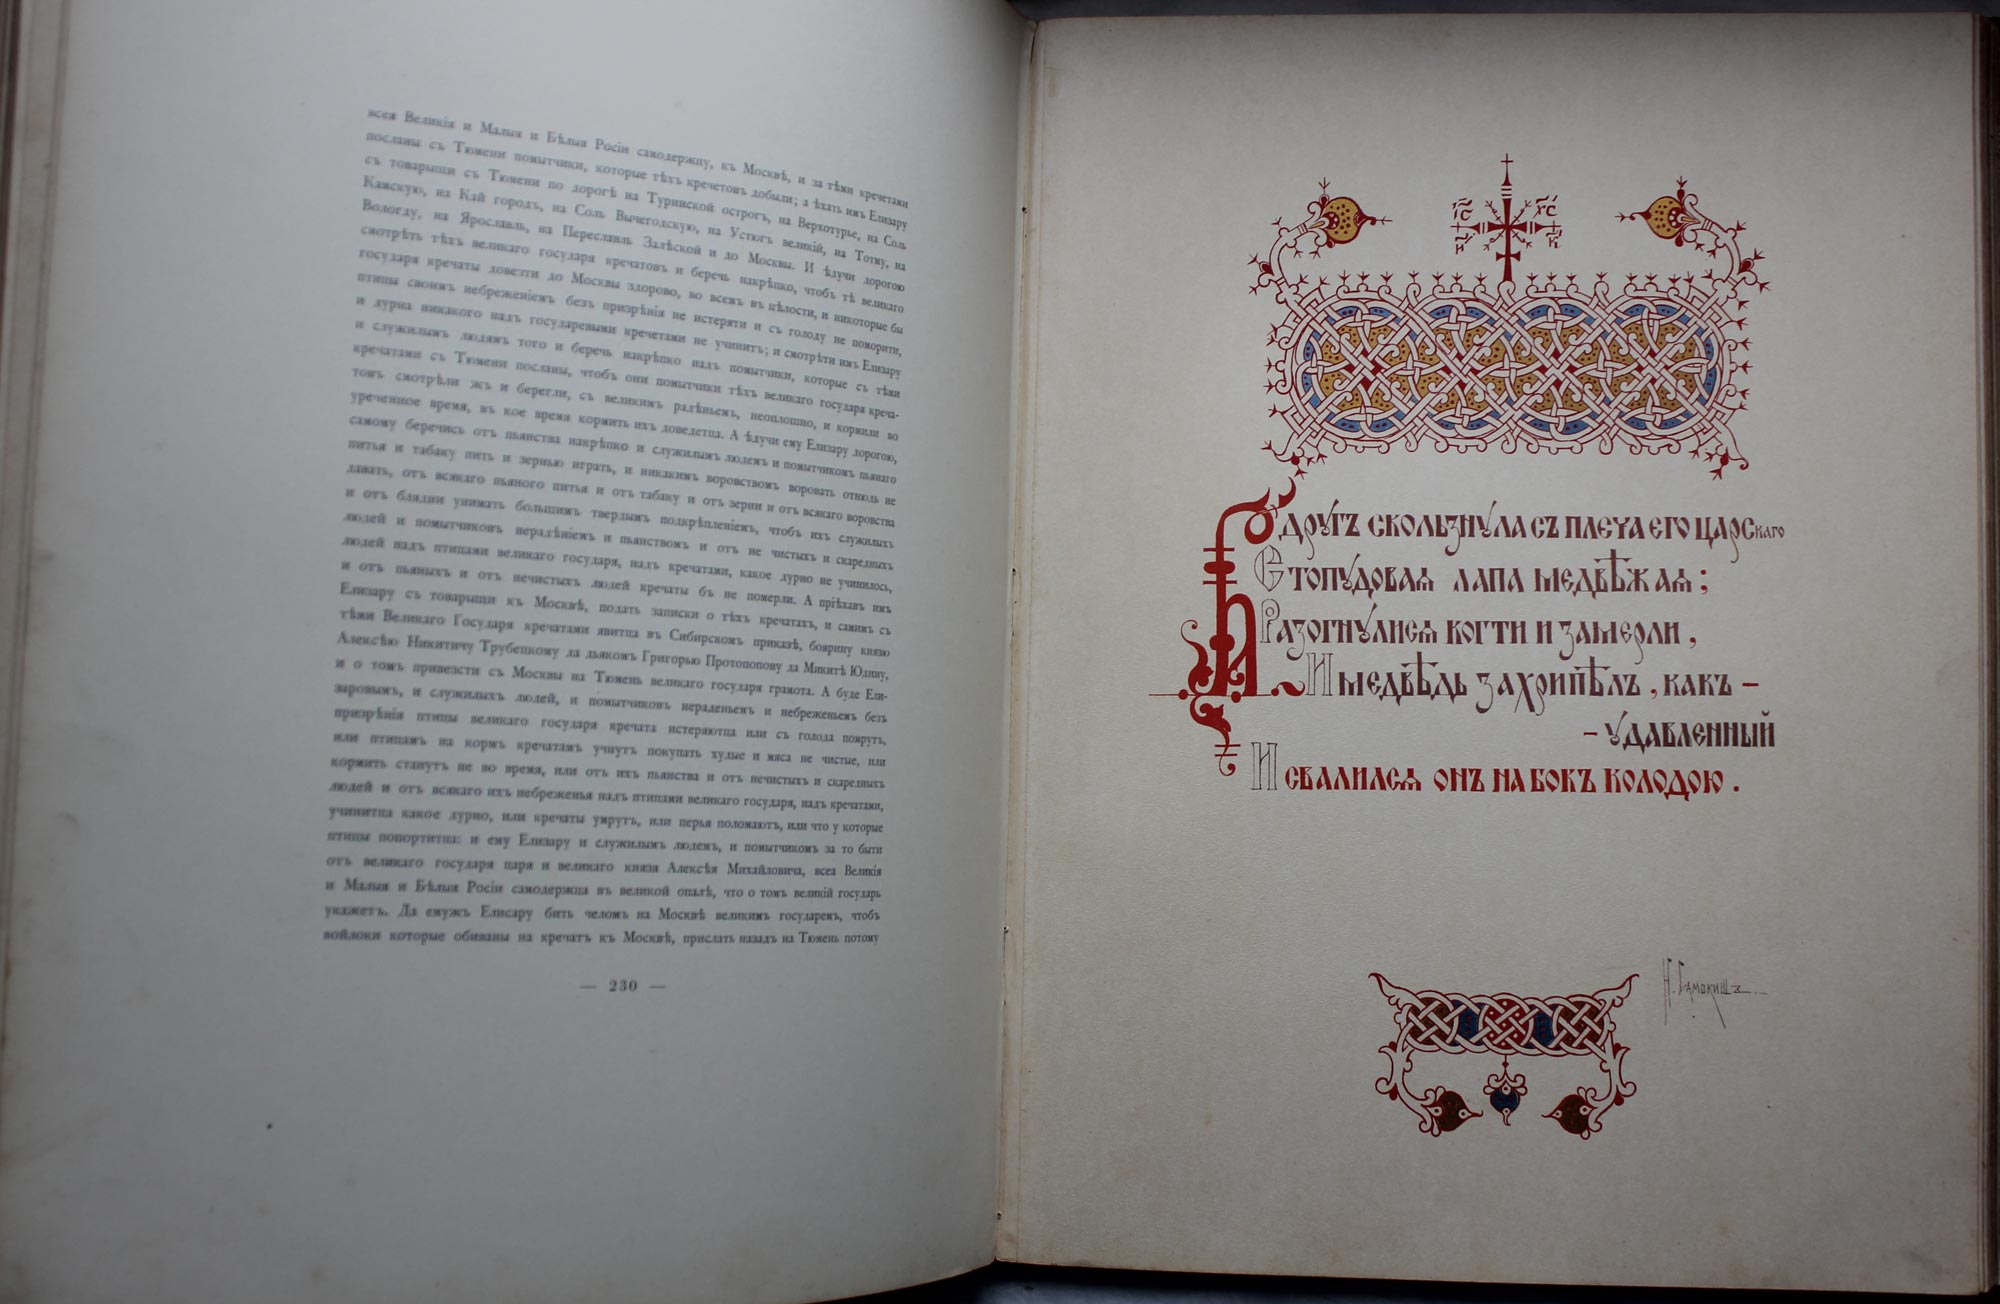 всея Великія и Малыя и Бѣлыя Росіи самодержцу, къ Москвѣ, и за тѣми кречетами
посланы съ Тюмени помытчики, которые тѣхъ кречетовъ добыли; а ѣхать имъ Елизару
съ товарыщи съ Тюмени по дорогѣ на Туринской острогъ, на Верхотурье, на Соль
Камскую, на Кай городъ, на Соль Вычегодскую, на Устюгъ великій, на Тотму, на
Вологду, на Ярославль, на Переславль Залѣской и до Москвы. И ѣдучи дорогою
смотрѣть тѣхъ великаго государя кречатовъ и беречь накрѣпко, чтобъ тѣ великаго
государя кречаты довезти до Москвы здорово, во всемъ въ цѣлости, и никоторые бы
птицы своимъ небреженіемъ безъ призрѣнія не истеряти и съ голоду не поморити,
и дурна никакого надъ государевыми кречетами не учинить; и смотрѣти имъ Елизару
и служилымъ людямъ того и беречь накрѣпко надъ помытчики, которые съ тѣми
кречатами съ Тюмени посланы, чтобъ они помытчики тѣхъ великаго государя креча-
товъ смотрѣли жъ и берегли, съ великимъ радѣньемъ, неоплошно, и кормили во
уреченное время, въ кое время кормить ихъ доведетца. А ѣдучи ему Елизару дорогою,
самому беречись отъ пьянства накрѣпко и служилымъ людемъ и помытчикомъ пьянаго
питья и табаку пить и зернью играть, и никакимъ воровствомъ воровать отнюдь не
давать, отъ всякаго пьяного питья и отъ табаку и отъ зерни и отъ всякаго воровства
и отъ блядни унимать большимъ твердымъ подкрѣпленіемъ, чтобъ ихъ служилыхъ
людей и помытчиковъ нерадѣніемъ и пьянствомъ и отъ не чистыхъ и скаредныхъ
людей надъ птицами великаго государя, надъ кречатами, какое дурно не учинилось,
и отъ пьяныхъ и отъ нечистыхъ людей кречаты бъ не померли. А пріѣхавъ имъ
Елизару съ товарыщи къ Москвѣ, подать записки о тѣхъ кречатахъ, и самимъ съ
тѣми Великаго Государя кречатами явитца въ Сибирскомъ приказѣ, боярину князю
Алексѣю Никитичу Трубецкому да дьякомъ Григорью Протопопову да Микитѣ Юдину,
и о томъ привезсти съ Москвы на Тюмень великаго государя грамота. А буде Ели-
заровымъ, и служилыхъ людей, и помытчиковъ нераденьемъ и небреженьемъ безъ
призрѣнія птицы великаго государя кречата истеряютца или съ голода помрутъ,
или птицамъ на кормъ кречатамъ учнутъ покупать худые и мяса не чистые, или
кормить станутъ не во время, или отъ ихъ пьянства и отъ нечистыхъ и скаредныхъ
людей и отъ всякаго ихъ небреженья надъ птицами великаго государя, надъ кречатами,
учинитца какое дурно, или кречаты умрутъ, или перья поломаютъ, или что у которые
птицы попортитца: и ему Елизару и служилымъ людемъ, и помытчикомъ за то быти
отъ великаго государя царя и великаго князя Алексѣя Михайловича, всеа Великія
и Малыя и Бѣлыя Росіи самодержца въ великой опалѣ, что о томъ великій государь
укажетъ. Да емужъ Елисару бить челомъ на Москвѣ великимъ государемъ, чтобъ
войлоки которые обиваны на кречатъ къ Москвѣ, прислать назадъ на Тюмень потому
— 230 —
І҃С Х҃С
НИ КА
Вдругъ скользнула съ плеча его царскаго
Стопудовая лапа медвѣжая;
Разогнулися когти и замерли,
И медвѣдь захрипѣлъ, какъ –
– удавленный
И свалился онъ на бокъ колодою.
Н. Самокишъ